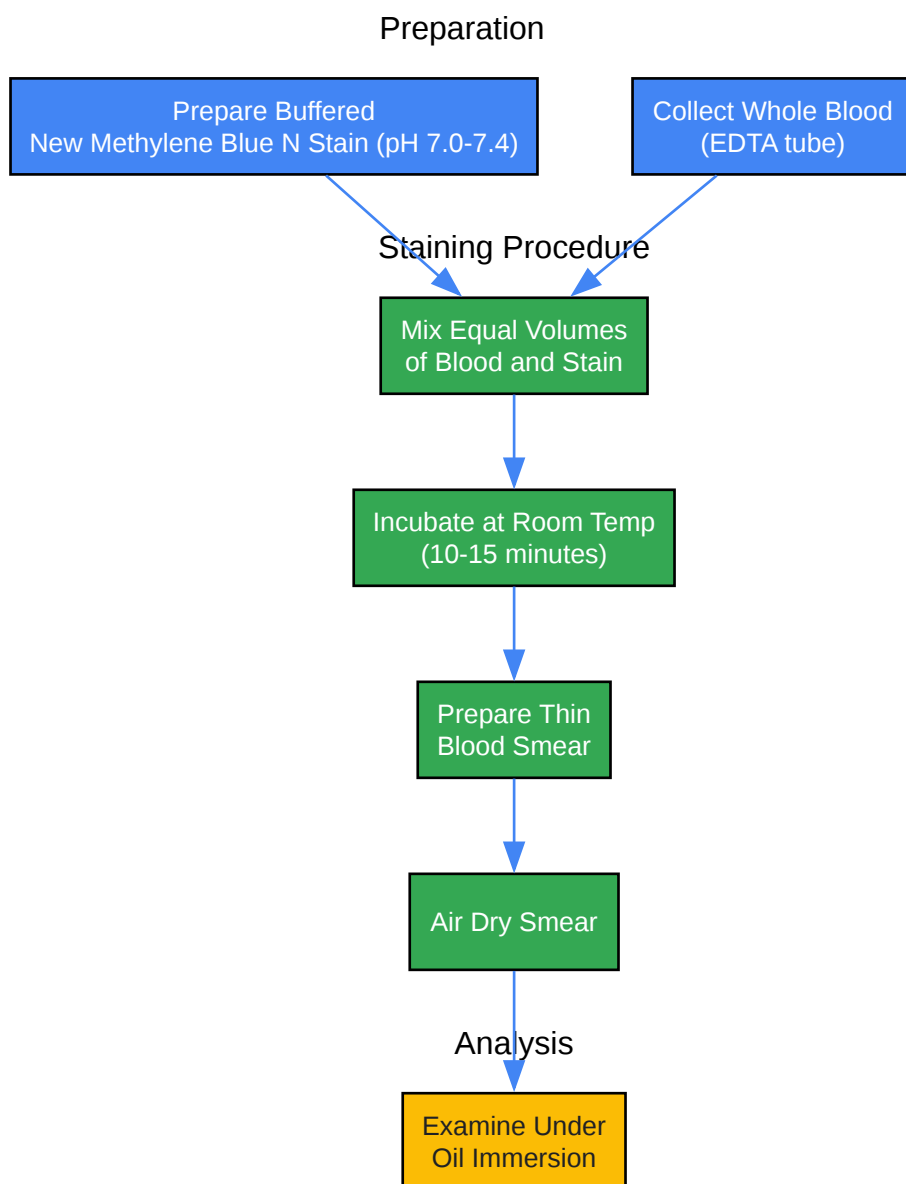 Preparation
Prepare Buffered
New Methylene Blue N Stain (pH 7.0-7.4)
Collect Whole Blood
(EDTA tube)
Staining Procedure
Mix Equal Volumes
of Blood and Stain
Incubate at Room Temp
(10-15 minutes)
Prepare Thin
Blood Smear
Air Dry Smear
Analysis
Examine Under
Oil Immersion